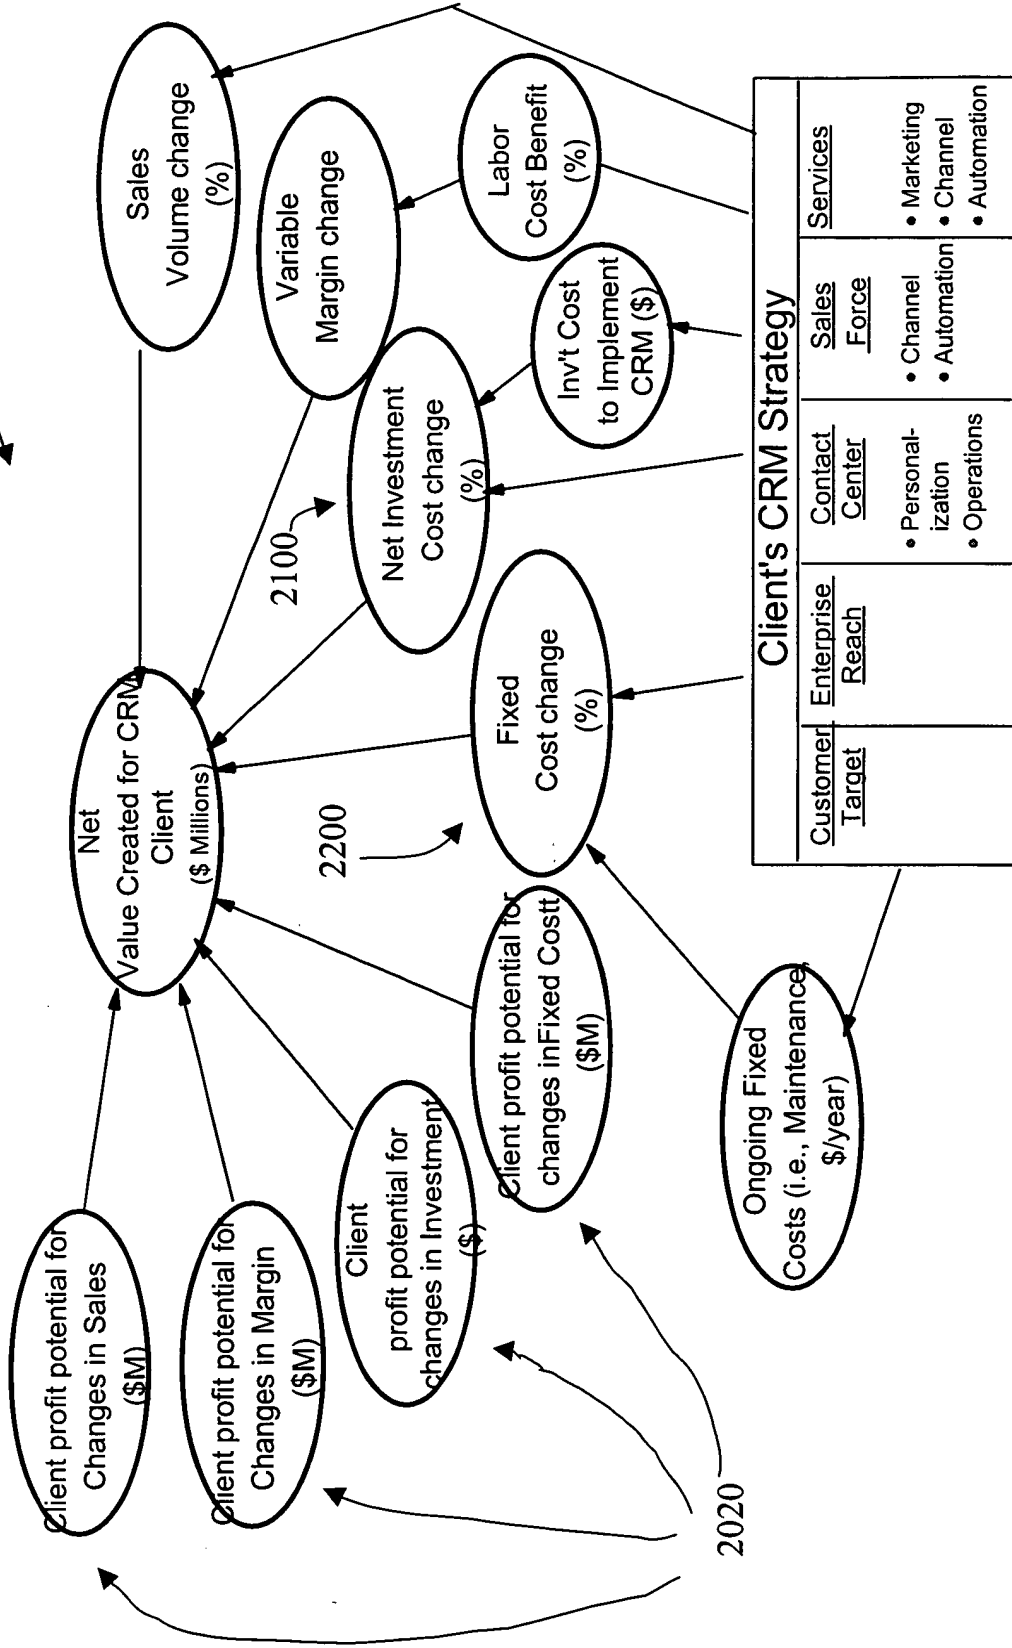 Client profit potential for
Changes in Sales
($M)
Client profit potential for
Changes in Margin
($M)
Client
profit potential for
changes in Investment
($)
Client profit potential for
changes inFixed Costt
($M)
2020
Net
Value Created for CRM
Client
($ Millions)
Sales
Volume change
(%)
Variable
Margin change
2100
Net Investment
Cost change
(%)
2200
Fixed
Cost change
(%)
Labor
Cost Benefit
(%)
Inv't Cost
to Implement
CRM ($)
Ongoing Fixed
Costs (i.e., Maintenance,
$/year)
Client's CRM Strategy
Customer
Target
Enterprise
Reach
Contact
Center
• Personal-
ization
• Operations
Sales
Force
• Channel
• Automation
Services
• Marketing
• Channel
• Automation